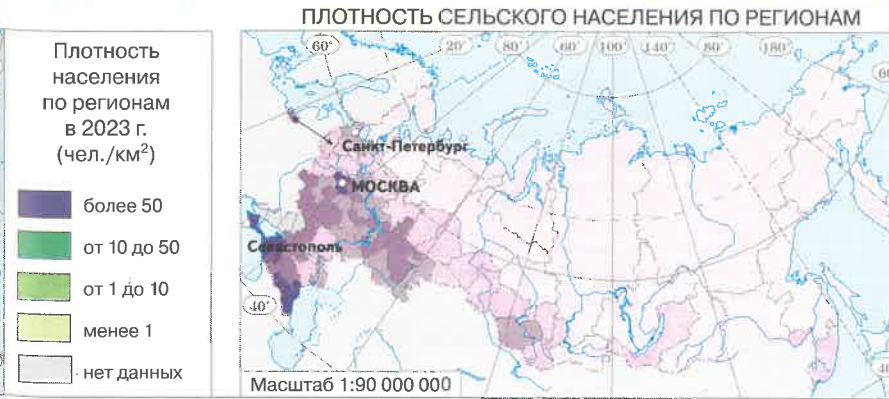 ПЛОТНОСТЬ СЕЛЬСКОГО НАСЕЛЕНИЯ ПО РЕГИОНАМ
Плотность
населения
по регионам
в 2023 г.
(чел./км²)
более 50
от 10 до 50
от 1 до 10
менее 1
нет данных
60°
20°
80°
60°
100°
140°
80°
180°
60
Санкт-Петербург
МОСКВА
Севастополь
40°
40
Масштаб 1:90 000 000